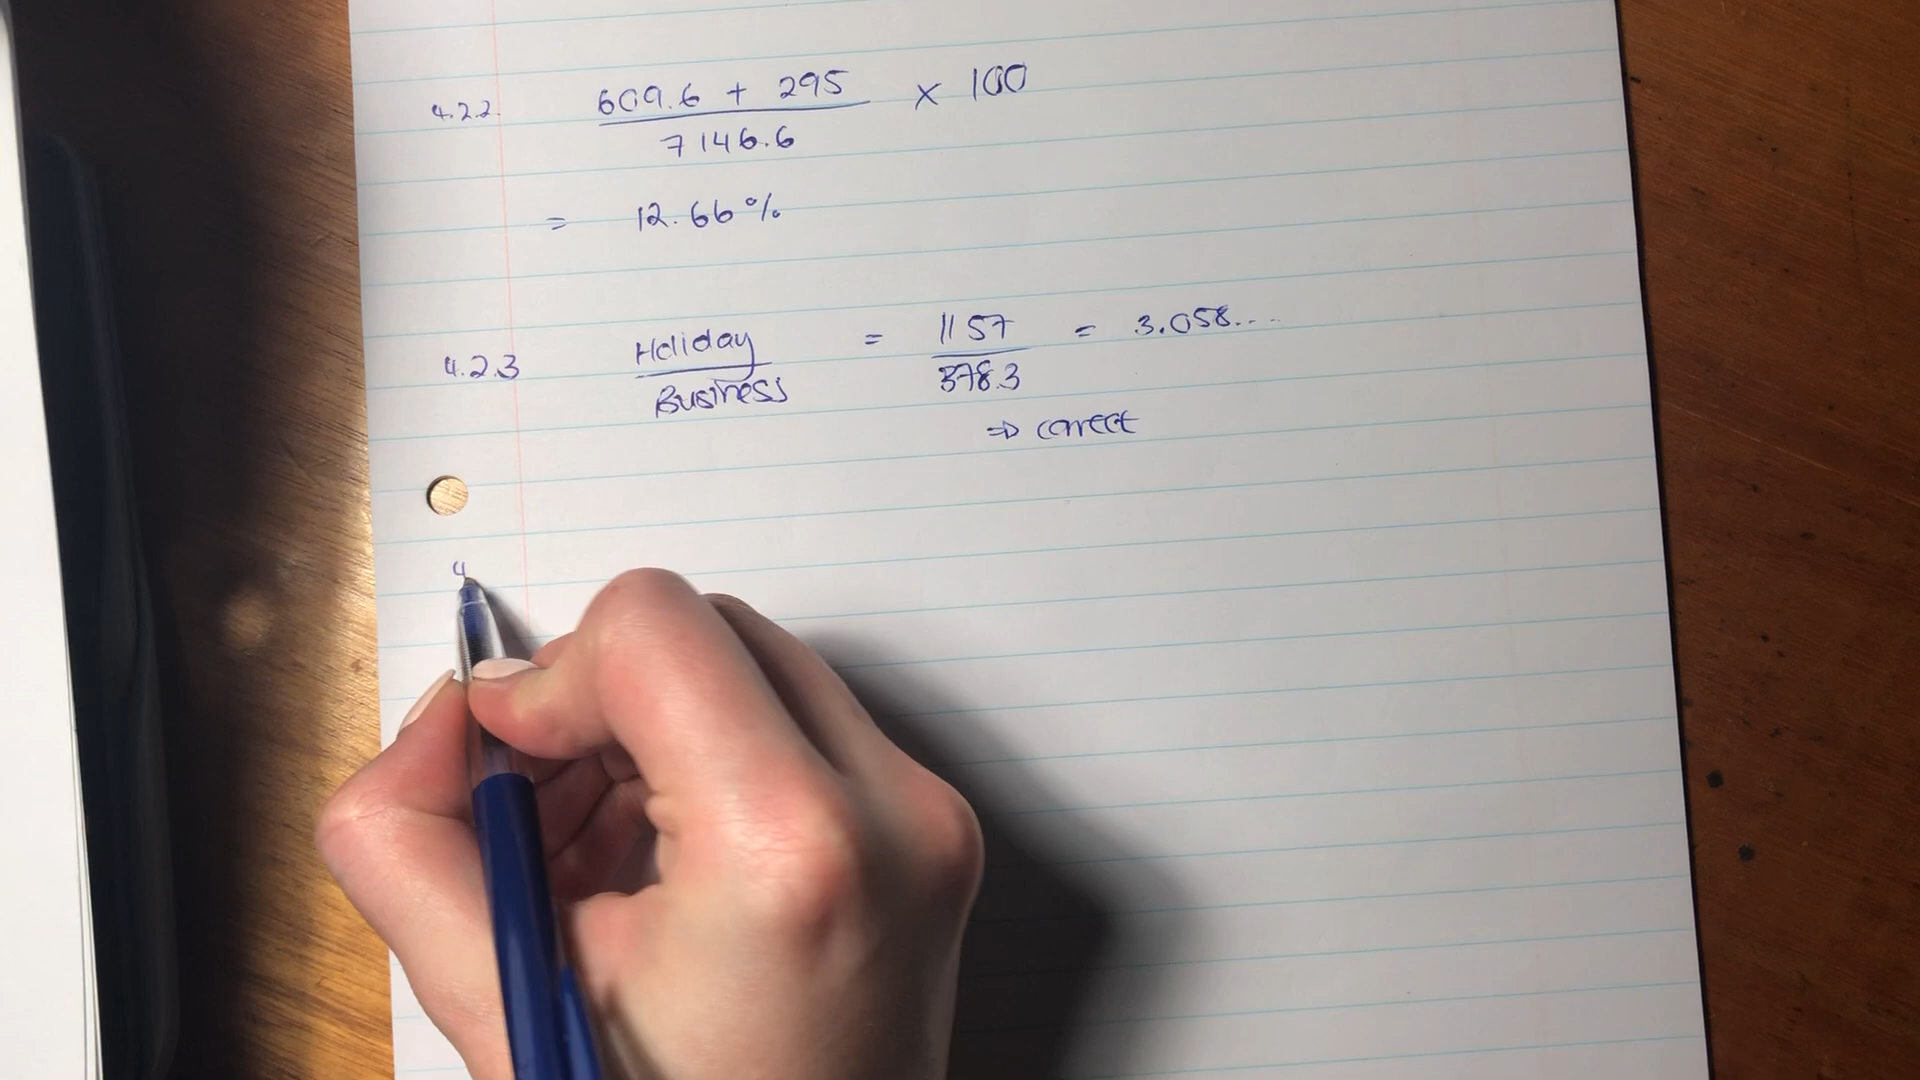 4.2.2. 609.6 + 295 / 7146.6 × 100
= 12.66%
4.2.3 Holiday / Business = 1157 / 378.3 = 3.058...
⇒ correct
4